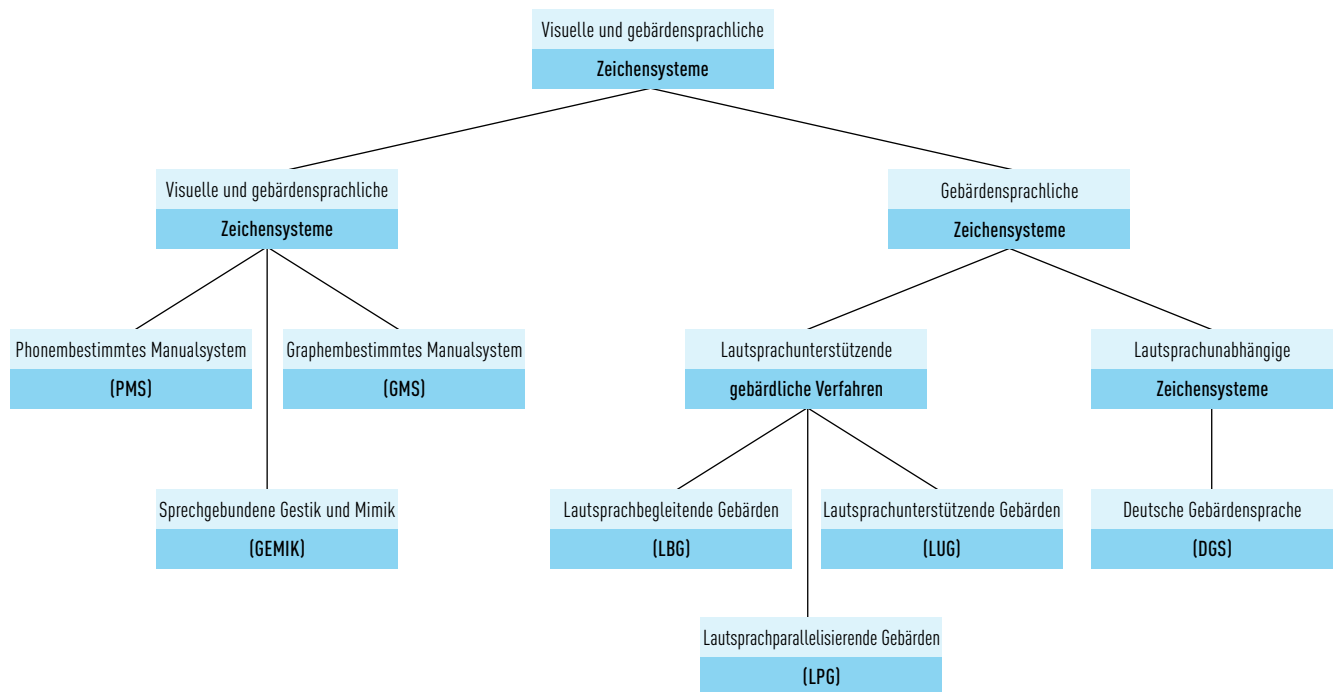 Visuelle und gebärdensprachliche
Zeichensysteme
Visuelle und gebärdensprachliche
Zeichensysteme
Gebärdensprachliche
Zeichensysteme
Phonembestimmtes Manualsystem
(PMS)
Graphembestimmtes Manualsystem
(GMS)
Lautsprachunterstützende
gebärdliche Verfahren
Lautsprachunabhängige
Zeichensysteme
Sprechgebundene Gestik und Mimik
(GEMIK)
Lautsprachbegleitende Gebärden
(LBG)
Lautsprachunterstützende Gebärden
(LUG)
Deutsche Gebärdensprache
(DGS)
Lautsprachparallelisierende Gebärden
(LPG)